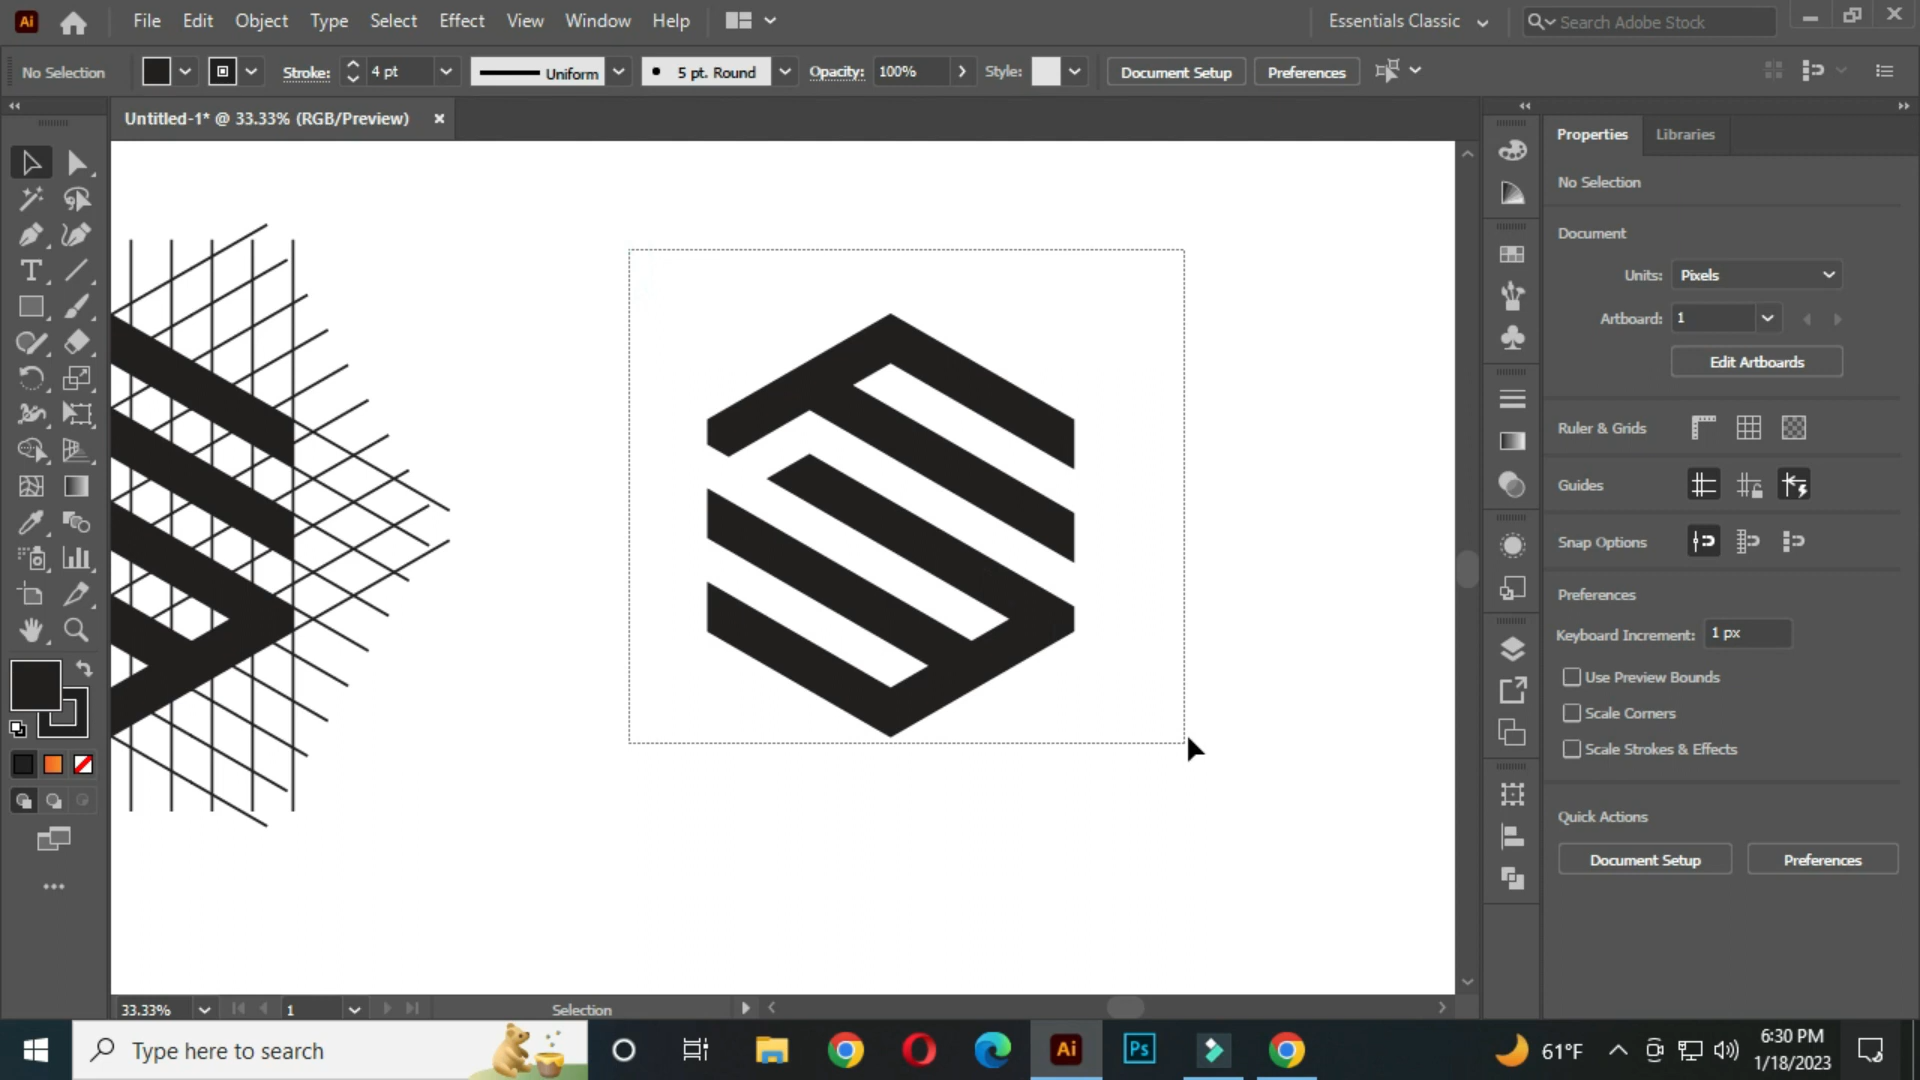 Ai
File Edit Object Type Select Effect View Window Help
Essentials Classic
Search Adobe Stock
No Selection
Stroke: 4 pt
Uniform
5 pt. Round
Opacity: 100%
Style:
Document Setup
Preferences
Untitled-1* @ 33.33% (RGB/Preview)
Properties
Libraries
No Selection
Document
Units: Pixels
Artboard: 1
Edit Artboards
Ruler & Grids
Guides
Snap Options
Preferences
Keyboard Increment: 1 px
Use Preview Bounds
Scale Corners
Scale Strokes & Effects
Quick Actions
Document Setup
Preferences
33.33%
1
Selection
Type here to search
Ai
Ps
61°F
6:30 PM
1/18/2023